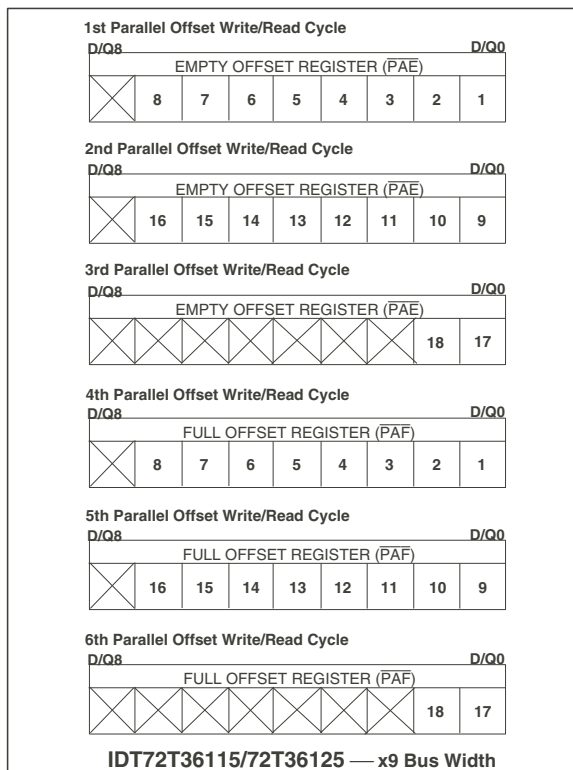 1st Parallel Offset Write/Read Cycle
D/Q8 D/Q0
EMPTY OFFSET REGISTER (PAE)
8 7 6 5 4 3 2 1
2nd Parallel Offset Write/Read Cycle
D/Q8 D/Q0
EMPTY OFFSET REGISTER (PAE)
16 15 14 13 12 11 10 9
3rd Parallel Offset Write/Read Cycle
D/Q8 D/Q0
EMPTY OFFSET REGISTER (PAE)
18 17
4th Parallel Offset Write/Read Cycle
D/Q8 D/Q0
FULL OFFSET REGISTER (PAF)
8 7 6 5 4 3 2 1
5th Parallel Offset Write/Read Cycle
D/Q8 D/Q0
FULL OFFSET REGISTER (PAF)
16 15 14 13 12 11 10 9
6th Parallel Offset Write/Read Cycle
D/Q8 D/Q0
FULL OFFSET REGISTER (PAF)
18 17
IDT72T36115/72T36125 — x9 Bus Width